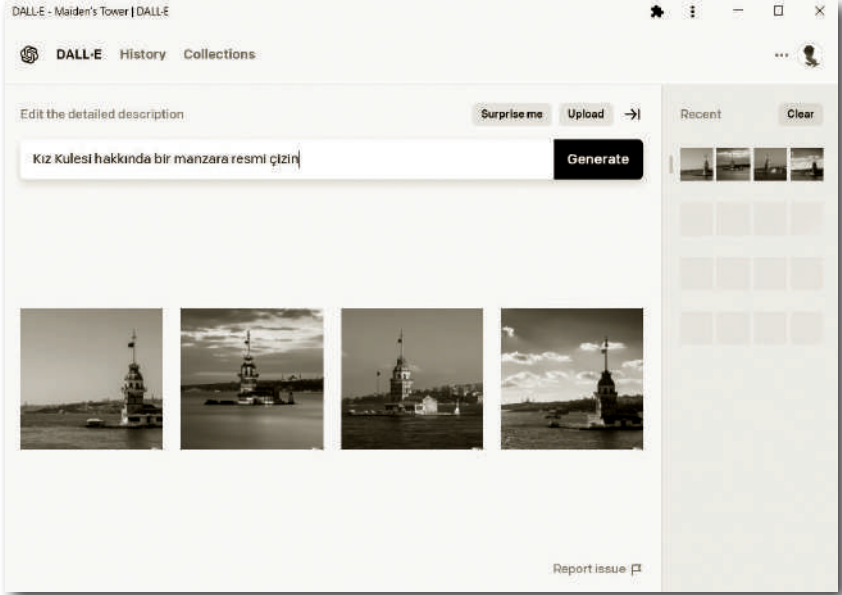 DALL·E - Maiden's Tower | DALL·E
DALL·E History Collections
Edit the detailed description
Surprise me
Upload
Recent
Clear
Kız Kulesi hakkında bir manzara resmi çizin
Generate
Report issue